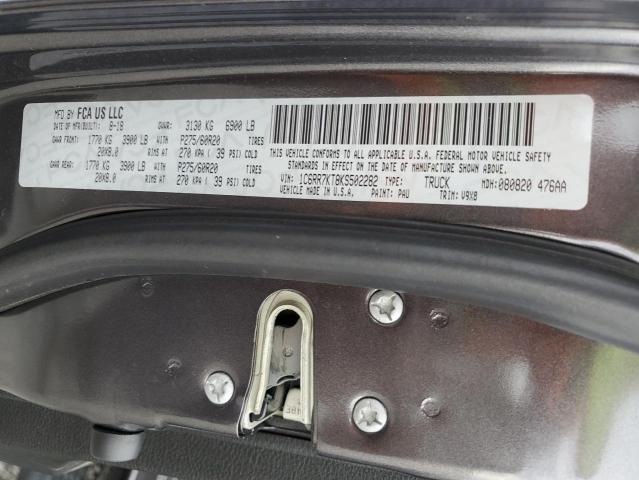 MFD BY FCA US LLC
DATE OF MFR(BUILT): 8-18 GVWR: 3130 KG 6900 LB
GAWR FRONT: 1770 KG 3900 LB WITH P275/60R20 TIRES
20X8.0 RIMS AT 270 KPA ( 39 PSI) COLD
GAWR REAR: 1770 KG 3900 LB WITH P275/60R20 TIRES
20X8.0 RIMS AT 270 KPA ( 39 PSI) COLD
THIS VEHICLE CONFORMS TO ALL APPLICABLE U.S.A. FEDERAL MOTOR VEHICLE SAFETY
STANDARDS IN EFFECT ON THE DATE OF MANUFACTURE SHOWN ABOVE.
VIN: 1C6RR7KT8KS502282 TYPE: TRUCK MDH: 080820 476AA
MADE IN U.S.A. PAINT: PAU TRIM: V9X8